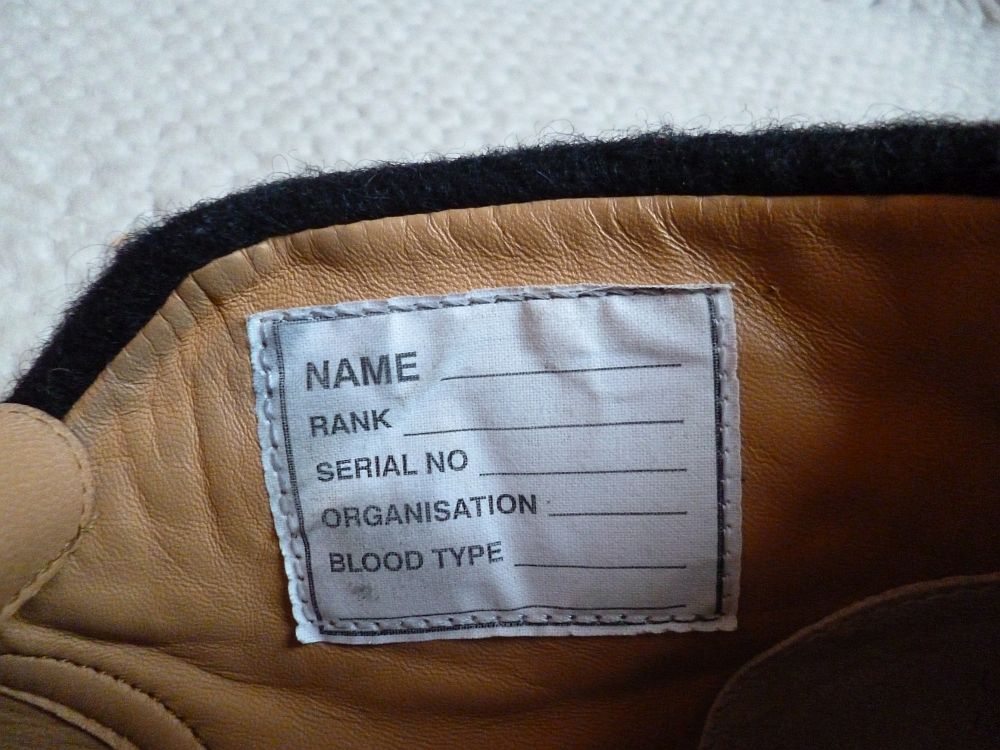 NAME
RANK
SERIAL NO
ORGANISATION
BLOOD TYPE